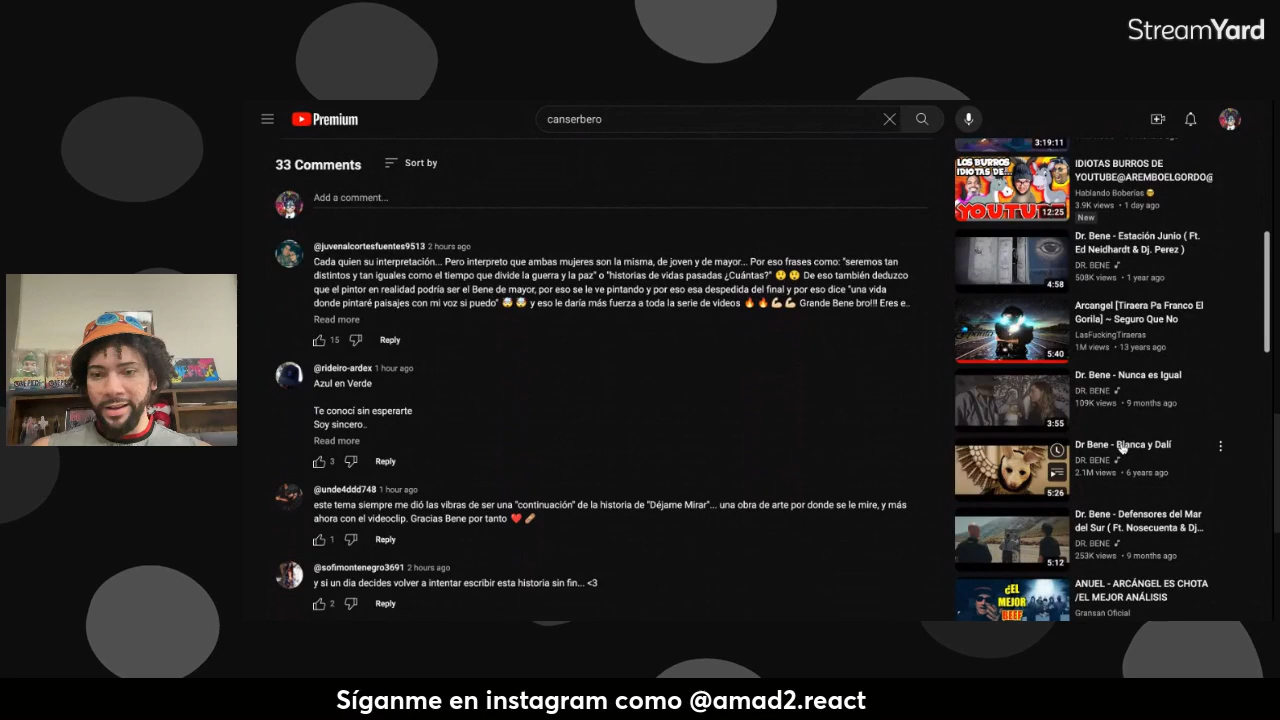 StreamYard
Premium
canserbero
33 Comments
Sort by
Add a comment...
@juvenalcortesfuentes9513 2 hours ago
Cada quien su interpretación... Pero interpreto que ambas mujeres son la misma, de joven y de mayor... Por eso frases como: "seremos tan
distintos y tan iguales como el tiempo que divide la guerra y la paz" o "historias de vidas pasadas ¿Cuántas?" 😲 😲 De eso también deduzco
que el pintor en realidad podría ser el Bene de mayor, por eso se le ve pintando y por eso esa despedida del final y por eso dice "una vida
donde pintaré paisajes con mi voz si puedo" 🤯 🤯 y eso le daría más fuerza a toda la serie de videos 🔥 🔥 💪 💪 Grande Bene bro!!! Eres e..
Read more
15
Reply
@rideiro-ardex 1 hour ago
Azul en Verde
Te conocí sin esperarte
Soy sincero..
Read more
3
Reply
@unde4ddd748 1 hour ago
este tema siempre me dió las vibras de ser una "continuación" de la historia de "Déjame Mirar"... una obra de arte por donde se le mire, y más
ahora con el videoclip. Gracias Bene por tanto ❤️ 🩹
1
Reply
@sofimontenegro3691 2 hours ago
y si un dia decides volver a intentar escribir esta historia sin fin... <3
2
Reply
3:19:11
LOS BURROS
IDIOTAS DE...
YOUTU
12:25
IDIOTAS BURROS DE
YOUTUBE@AREMBOELGORDO@
Hablando Boberías 🤓
3.9K views • 1 day ago
New
4:58
Dr. Bene - Estación Junio ( Ft.
Ed Neidhardt & Dj. Perez )
DR. BENE
508K views • 1 year ago
5:40
Arcangel [Tiraera Pa Franco El
Gorila] ~ Seguro Que No
LasFuckingTiraeras
1M views • 13 years ago
3:55
Dr. Bene - Nunca es Igual
DR. BENE
109K views • 9 months ago
5:26
Dr Bene - Blanca y Dalí
DR. BENE
2.1M views • 6 years ago
5:12
Dr. Bene - Defensores del Mar
del Sur ( Ft. Nosecuenta & Dj...
DR. BENE
253K views • 9 months ago
¿EL
MEJOR
BEEF
ANUEL - ARCÁNGEL ES CHOTA
/EL MEJOR ANÁLISIS
Gransan Oficial
Síganme en instagram como @amad2.react